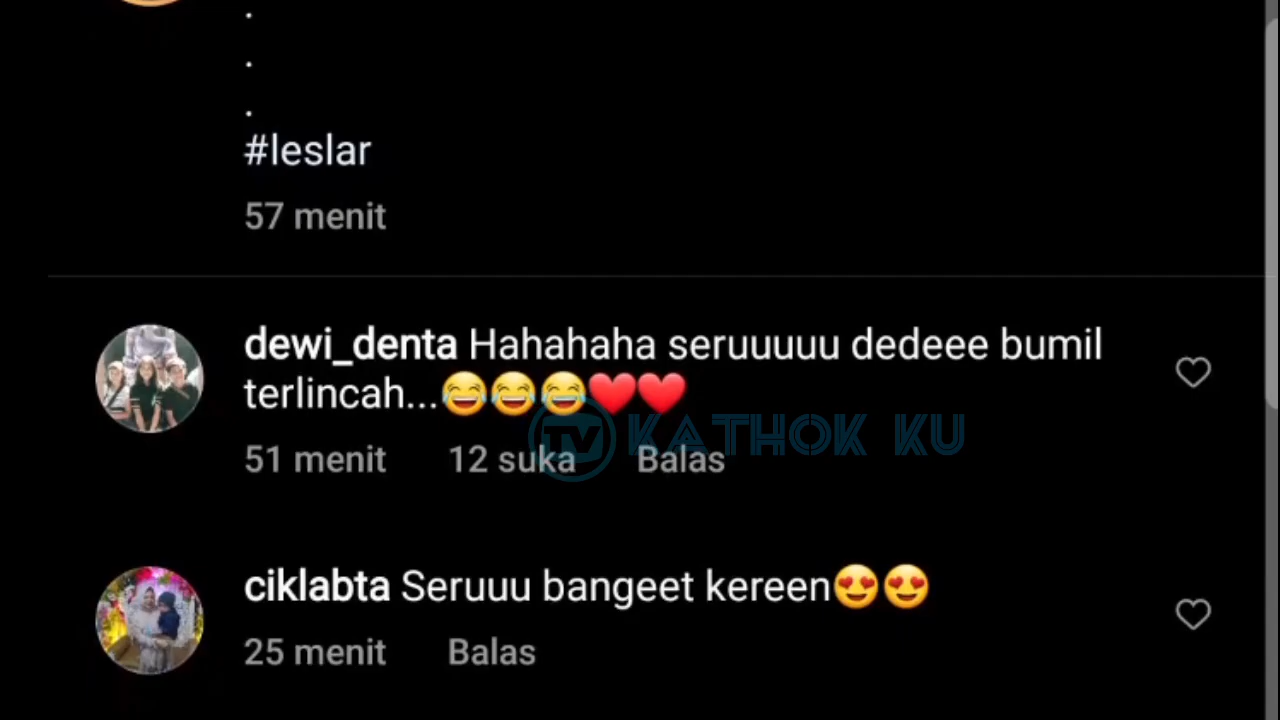 .
.
.
#leslar
57 menit
dewi_denta Hahahaha seruuuuu dedeee bumil
terlincah...😂😂😂❤️❤️
TV KATHOK KU
51 menit 12 suka Balas
ciklabta Seruuu bangeet kereen😍😍
25 menit Balas